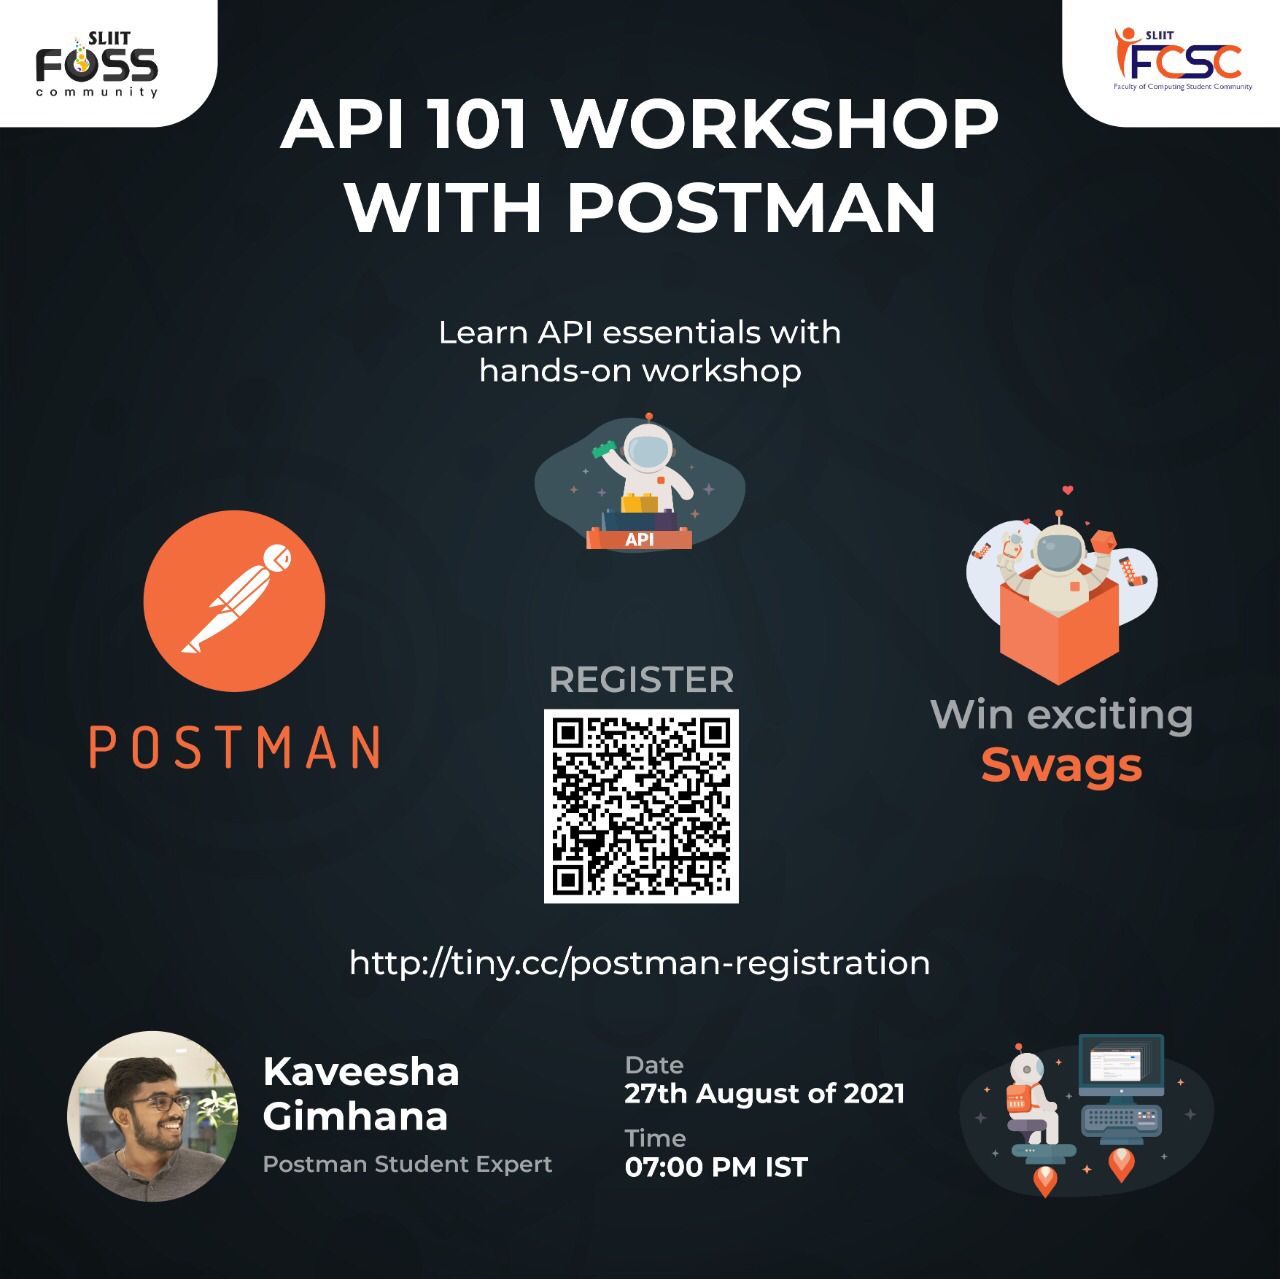 SLIIT
FOSS
community
SLIIT
FCSC
Faculty of Computing Student Community
API 101 WORKSHOP
WITH POSTMAN
Learn API essentials with
hands-on workshop
API
POSTMAN
REGISTER
Win exciting
Swags
http://tiny.cc/postman-registration
Kaveesha
Gimhana
Postman Student Expert
Date
27th August of 2021
Time
07:00 PM IST